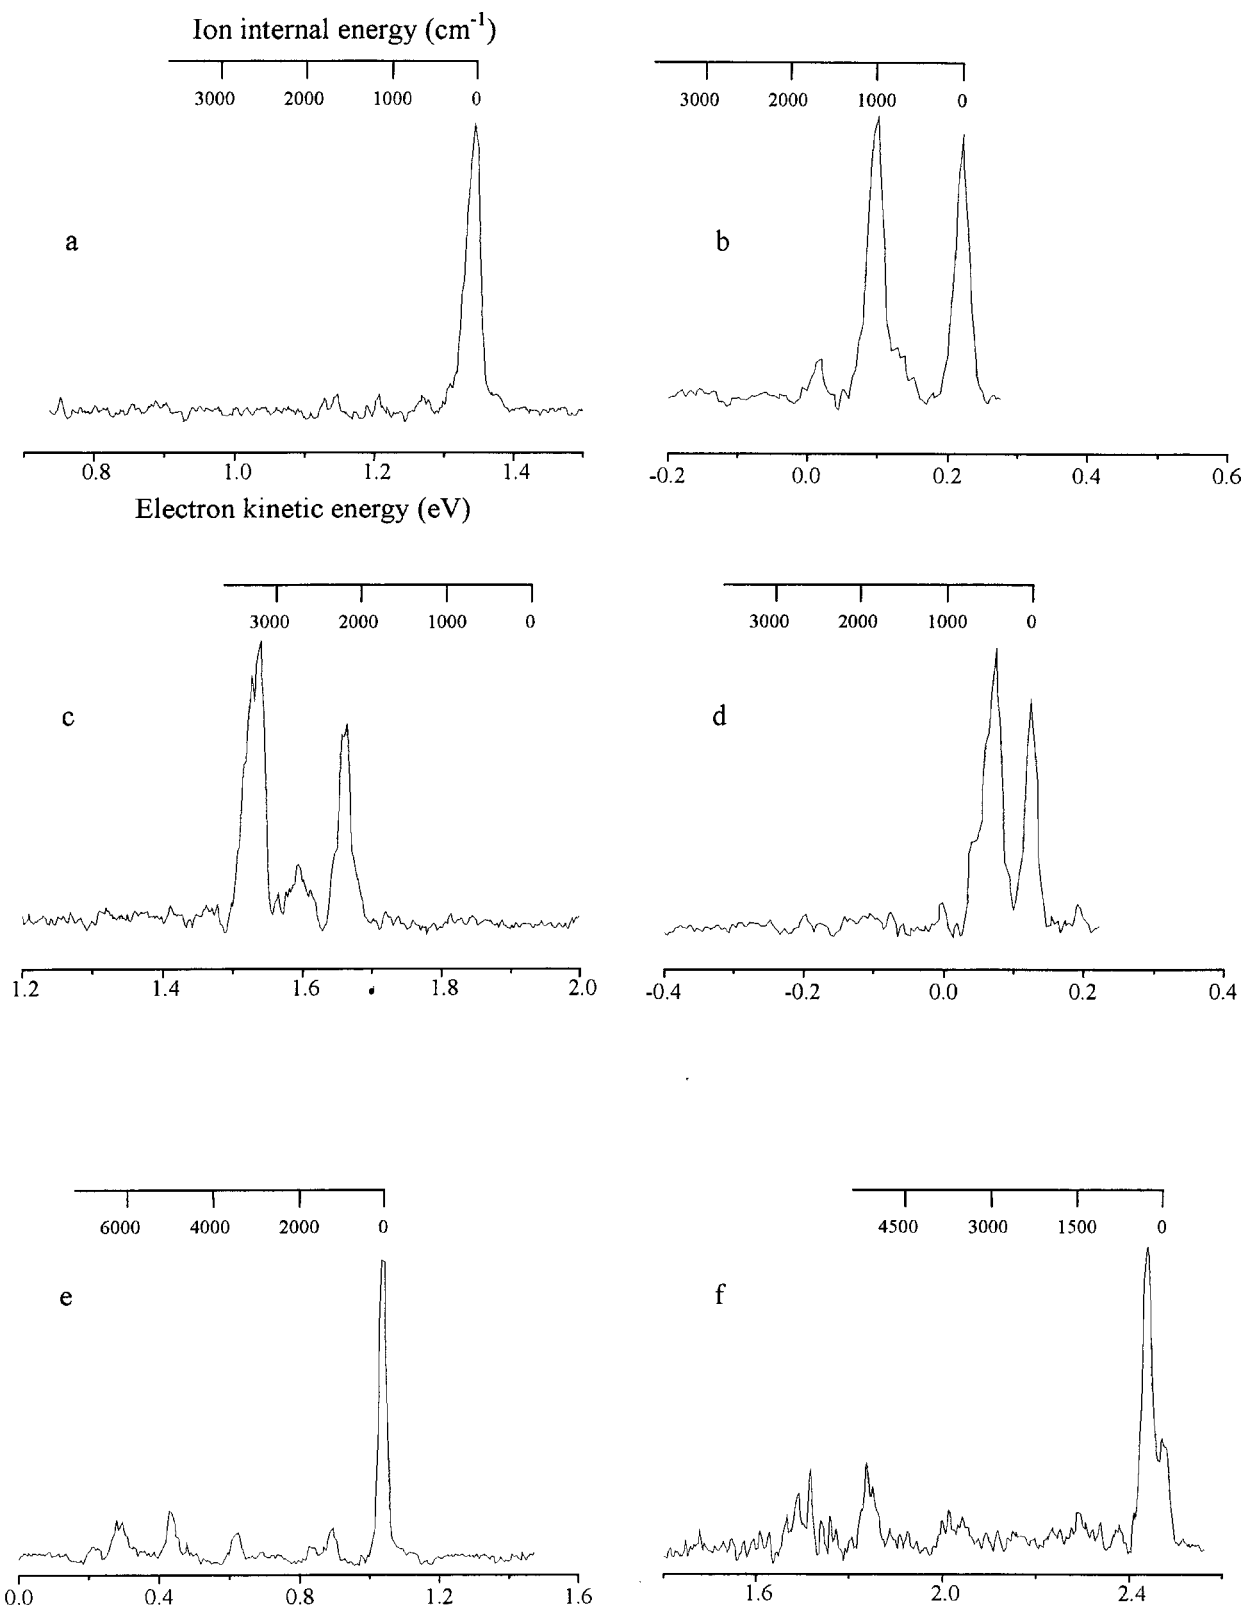 Ion internal energy (cm-1)
3000 2000 1000 0
3000 2000 1000 0
a
b
0.8 1.0 1.2 1.4
-0.2 0.0 0.2 0.4 0.6
Electron kinetic energy (eV)
3000 2000 1000 0
3000 2000 1000 0
c
d
1.2 1.4 1.6 1.8 2.0
-0.4 -0.2 0.0 0.2 0.4
6000 4000 2000 0
4500 3000 1500 0
e
f
0.0 0.4 0.8 1.2 1.6
1.6 2.0 2.4